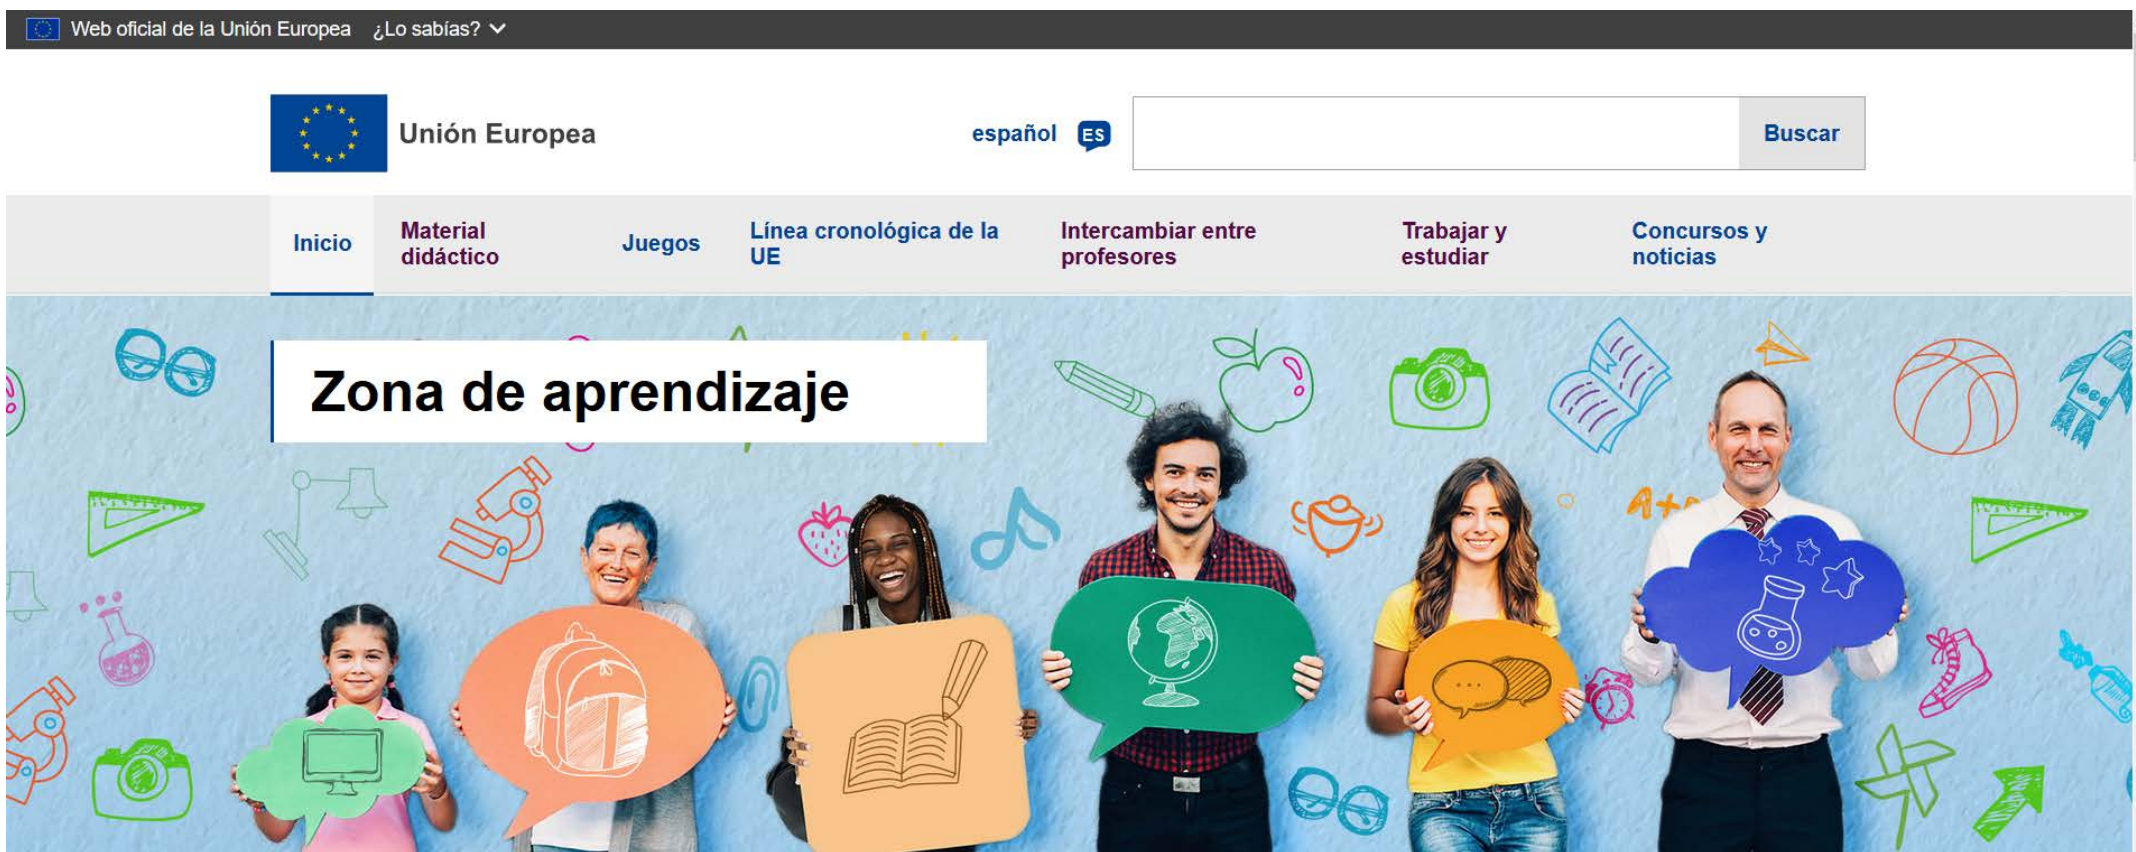 Web oficial de la Unión Europea ¿Lo sabías?
Unión Europea
español ES
Buscar
Inicio
Material
didáctico
Juegos
Línea cronológica de la
UE
Intercambiar entre
profesores
Trabajar y
estudiar
Concursos y
noticias
Zona de aprendizaje
A+